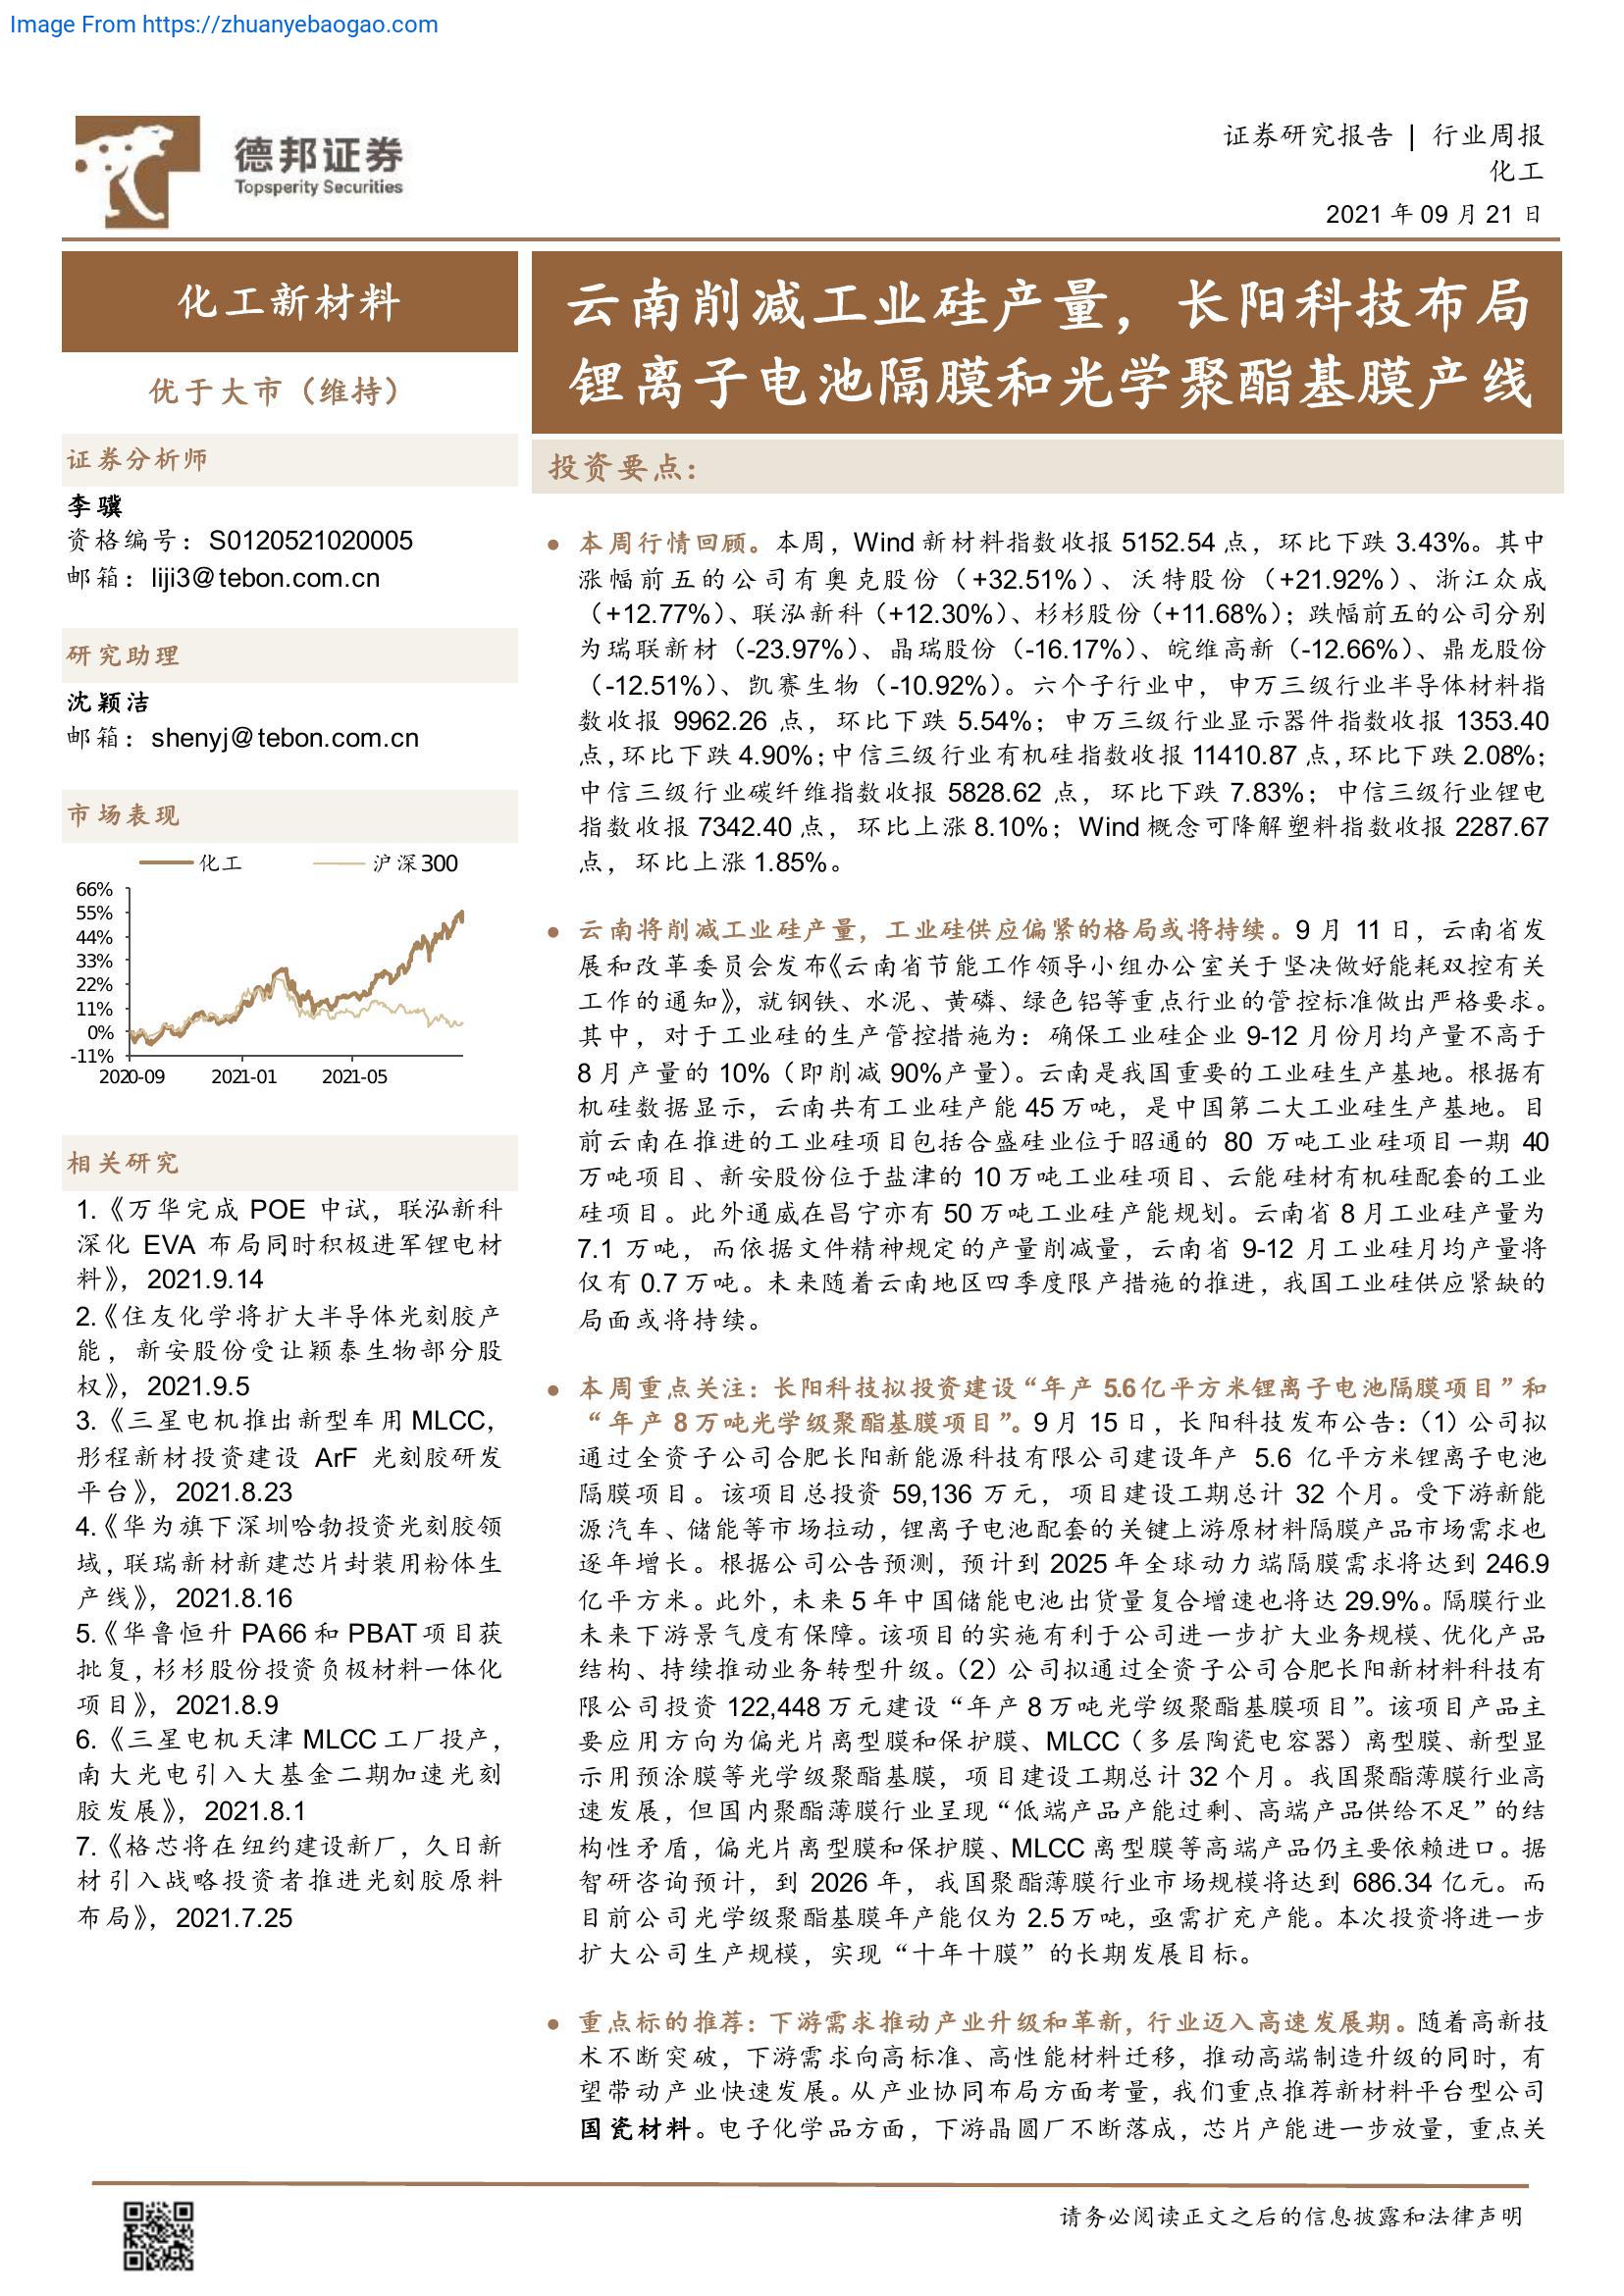 Image From https://zhuanyebaogao.com
德邦证券
Topsperity Securities
证券研究报告 | 行业周报
化工
2021 年 09 月 21 日
化工新材料
优于大市（维持）
证券分析师
李骥
资格编号：S0120521020005
邮箱：liji3@tebon.com.cn
研究助理
沈颖洁
邮箱：shenyj@tebon.com.cn
市场表现
化工 沪深300
66%
55%
44%
33%
22%
11%
0%
-11%
2020-09 2021-01 2021-05
相关研究
1.《万华完成 POE 中试，联泓新科
深化 EVA 布局同时积极进军锂电材
料》，2021.9.14
2.《住友化学将扩大半导体光刻胶产
能，新安股份受让颖泰生物部分股
权》，2021.9.5
3.《三星电机推出新型车用 MLCC，
彤程新材投资建设 ArF 光刻胶研发
平台》，2021.8.23
4.《华为旗下深圳哈勃投资光刻胶领
域，联瑞新材新建芯片封装用粉体生
产线》，2021.8.16
5.《华鲁恒升 PA66 和 PBAT 项目获
批复，杉杉股份投资负极材料一体化
项目》，2021.8.9
6.《三星电机天津 MLCC 工厂投产，
南大光电引入大基金二期加速光刻
胶发展》，2021.8.1
7.《格芯将在纽约建设新厂，久日新
材引入战略投资者推进光刻胶原料
布局》，2021.7.25
云南削减工业硅产量，长阳科技布局
锂离子电池隔膜和光学聚酯基膜产线
投资要点：
● 本周行情回顾。本周，Wind 新材料指数收报 5152.54 点，环比下跌 3.43%。其中
涨幅前五的公司有奥克股份（+32.51%）、沃特股份（+21.92%）、浙江众成
（+12.77%）、联泓新科（+12.30%）、杉杉股份（+11.68%）；跌幅前五的公司分别
为瑞联新材（-23.97%）、晶瑞股份（-16.17%）、皖维高新（-12.66%）、鼎龙股份
（-12.51%）、凯赛生物（-10.92%）。六个子行业中，申万三级行业半导体材料指
数收报 9962.26 点，环比下跌 5.54%；申万三级行业显示器件指数收报 1353.40
点，环比下跌 4.90%；中信三级行业有机硅指数收报 11410.87 点，环比下跌 2.08%；
中信三级行业碳纤维指数收报 5828.62 点，环比下跌 7.83%；中信三级行业锂电
指数收报 7342.40 点，环比上涨 8.10%；Wind 概念可降解塑料指数收报 2287.67
点，环比上涨 1.85%。
● 云南将削减工业硅产量，工业硅供应偏紧的格局或将持续。9 月 11 日，云南省发
展和改革委员会发布《云南省节能工作领导小组办公室关于坚决做好能耗双控有关
工作的通知》，就钢铁、水泥、黄磷、绿色铝等重点行业的管控标准做出严格要求。
其中，对于工业硅的生产管控措施为：确保工业硅企业 9-12 月份月均产量不高于
8 月产量的 10%（即削减 90%产量）。云南是我国重要的工业硅生产基地。根据有
机硅数据显示，云南共有工业硅产能 45 万吨，是中国第二大工业硅生产基地。目
前云南在推进的工业硅项目包括合盛硅业位于昭通的 80 万吨工业硅项目一期 40
万吨项目、新安股份位于盐津的 10 万吨工业硅项目、云能硅材有机硅配套的工业
硅项目。此外通威在昌宁亦有 50 万吨工业硅产能规划。云南省 8 月工业硅产量为
7.1 万吨，而依据文件精神规定的产量削减量，云南省 9-12 月工业硅月均产量将
仅有 0.7 万吨。未来随着云南地区四季度限产措施的推进，我国工业硅供应紧缺的
局面或将持续。
● 本周重点关注：长阳科技拟投资建设“年产 5.6 亿平方米锂离子电池隔膜项目”和
“年产 8 万吨光学级聚酯基膜项目”。9 月 15 日，长阳科技发布公告：（1）公司拟
通过全资子公司合肥长阳新能源科技有限公司建设年产 5.6 亿平方米锂离子电池
隔膜项目。该项目总投资 59,136 万元，项目建设工期总计 32 个月。受下游新能
源汽车、储能等市场拉动，锂离子电池配套的关键上游原材料隔膜产品市场需求也
逐年增长。根据公司公告预测，预计到 2025 年全球动力端隔膜需求将达到 246.9
亿平方米。此外，未来 5 年中国储能电池出货量复合增速也将达 29.9%。隔膜行业
未来下游景气度有保障。该项目的实施有利于公司进一步扩大业务规模、优化产品
结构、持续推动业务转型升级。（2）公司拟通过全资子公司合肥长阳新材料科技有
限公司投资 122,448 万元建设“年产 8 万吨光学级聚酯基膜项目”。该项目产品主
要应用方向为偏光片离型膜和保护膜、MLCC（多层陶瓷电容器）离型膜、新型显
示用预涂膜等光学级聚酯基膜，项目建设工期总计 32 个月。我国聚酯薄膜行业高
速发展，但国内聚酯薄膜行业呈现“低端产品产能过剩、高端产品供给不足”的结
构性矛盾，偏光片离型膜和保护膜、MLCC 离型膜等高端产品仍主要依赖进口。据
智研咨询预计，到 2026 年，我国聚酯薄膜行业市场规模将达到 686.34 亿元。而
目前公司光学级聚酯基膜年产能仅为 2.5 万吨，亟需扩充产能。本次投资将进一步
扩大公司生产规模，实现“十年十膜”的长期发展目标。
● 重点标的推荐：下游需求推动产业升级和革新，行业迈入高速发展期。随着高新技
术不断突破，下游需求向高标准、高性能材料迁移，推动高端制造升级的同时，有
望带动产业快速发展。从产业协同布局方面考量，我们重点推荐新材料平台型公司
国瓷材料。电子化学品方面，下游晶圆厂不断落成，芯片产能进一步放量，重点关
请务必阅读正文之后的信息披露和法律声明